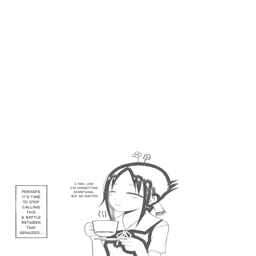 PERHAPS
IT'S TIME
TO STOP
CALLING
THIS
A BATTLE
BETWEEN
TWO
GENIUSES...
I FEEL LIKE
I'M FORGETTING
SOMETHING,
BUT NO MATTER.